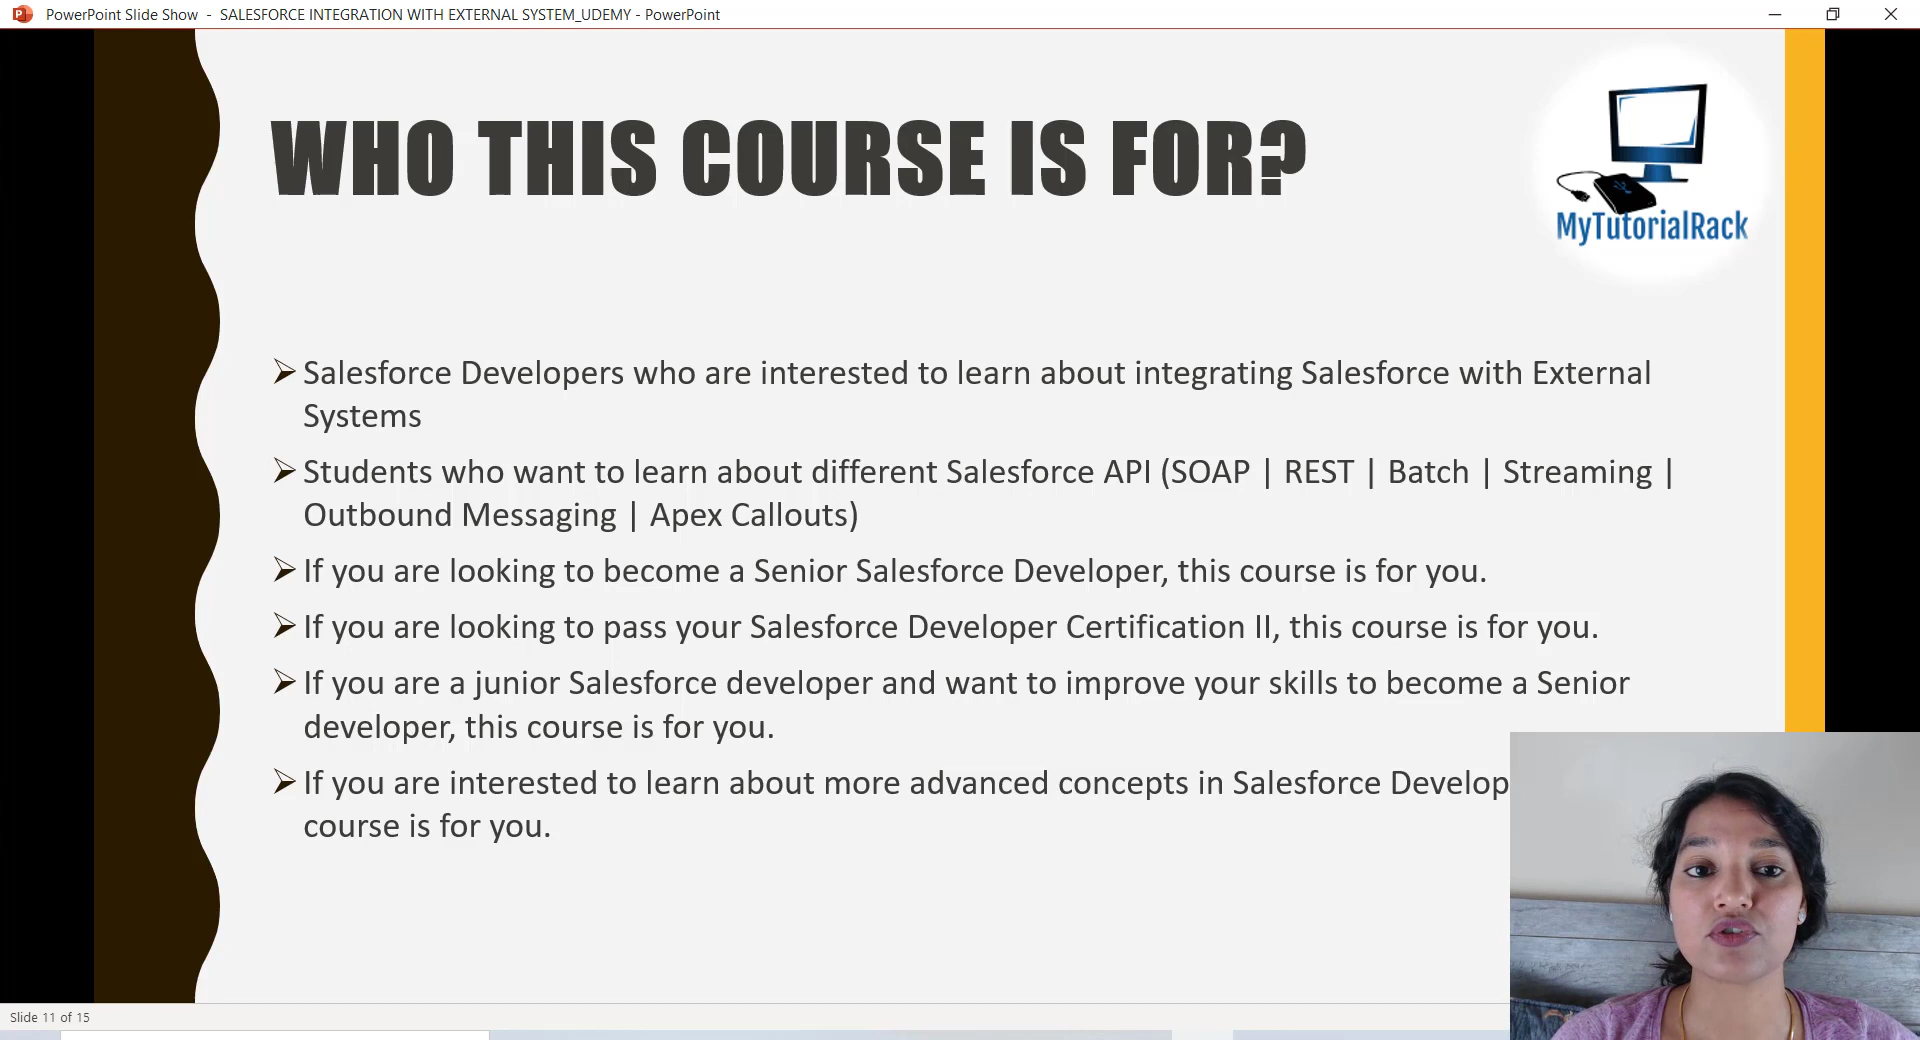 PowerPoint Slide Show - SALESFORCE INTEGRATION WITH EXTERNAL SYSTEM_UDEMY - PowerPoint
WHO THIS COURSE IS FOR?
MyTutorialRack
Salesforce Developers who are interested to learn about integrating Salesforce with External
Systems
Students who want to learn about different Salesforce API (SOAP | REST | Batch | Streaming |
Outbound Messaging | Apex Callouts)
If you are looking to become a Senior Salesforce Developer, this course is for you.
If you are looking to pass your Salesforce Developer Certification II, this course is for you.
If you are a junior Salesforce developer and want to improve your skills to become a Senior
developer, this course is for you.
If you are interested to learn about more advanced concepts in Salesforce Develop
course is for you.
Slide 11 of 15